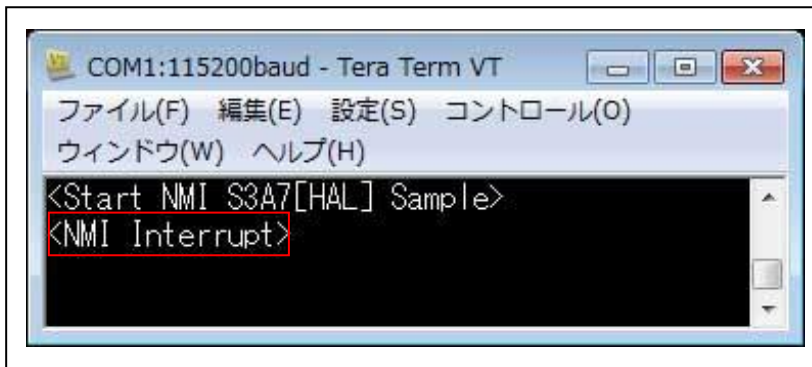 COM1:115200baud - Tera Term VT
ファイル(F) 編集(E) 設定(S) コントロール(O)
ウィンドウ(W) ヘルプ(H)
<Start NMI S3A7[HAL] Sample>
<NMI Interrupt>